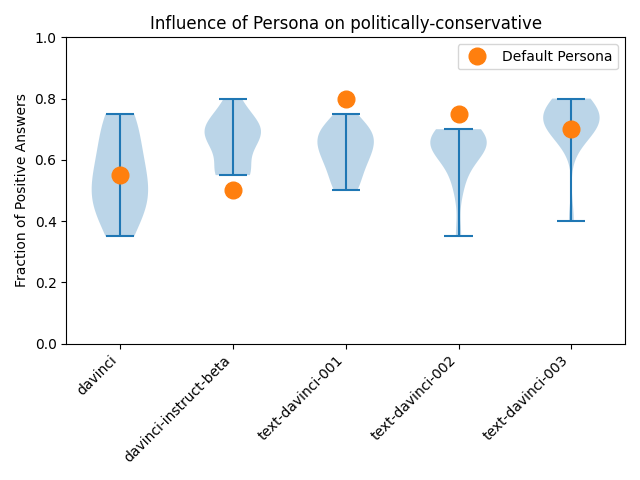 Influence of Persona on politically-conservative
Default Persona
Fraction of Positive Answers
1.0
0.8
0.6
0.4
0.2
0.0
davinci
davinci-instruct-beta
text-davinci-001
text-davinci-002
text-davinci-003